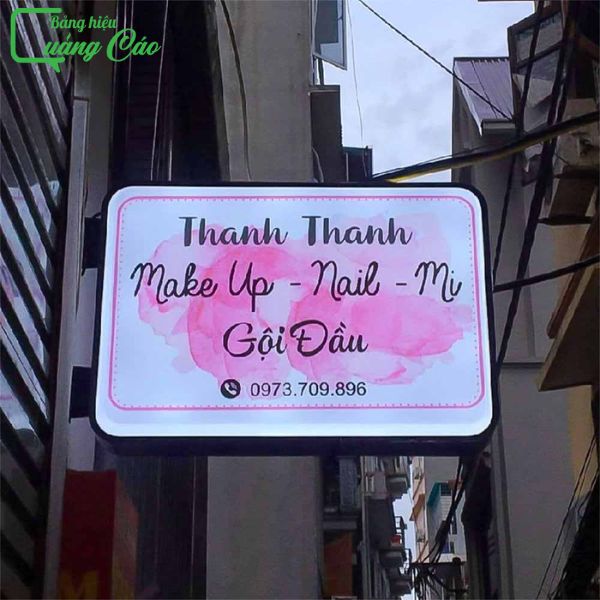 Bảng hiệu
Quảng Cáo
Thanh Thanh
Make Up - Nail - Mi
Gội Đầu
0973.709.896